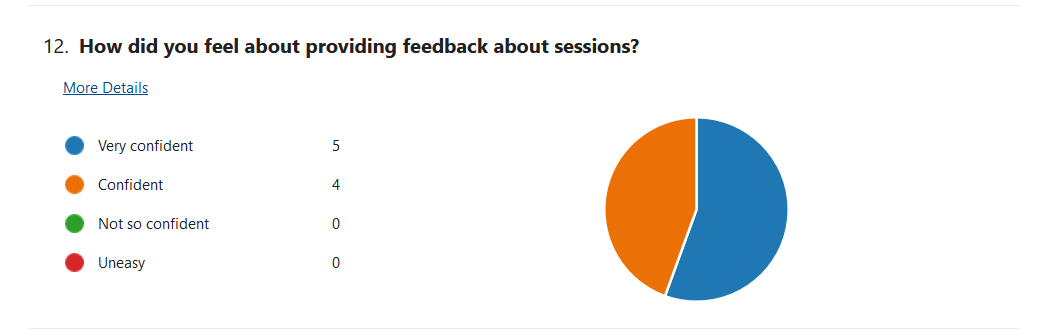 12. How did you feel about providing feedback about sessions?
More Details
Very confident 5
Confident 4
Not so confident 0
Uneasy 0